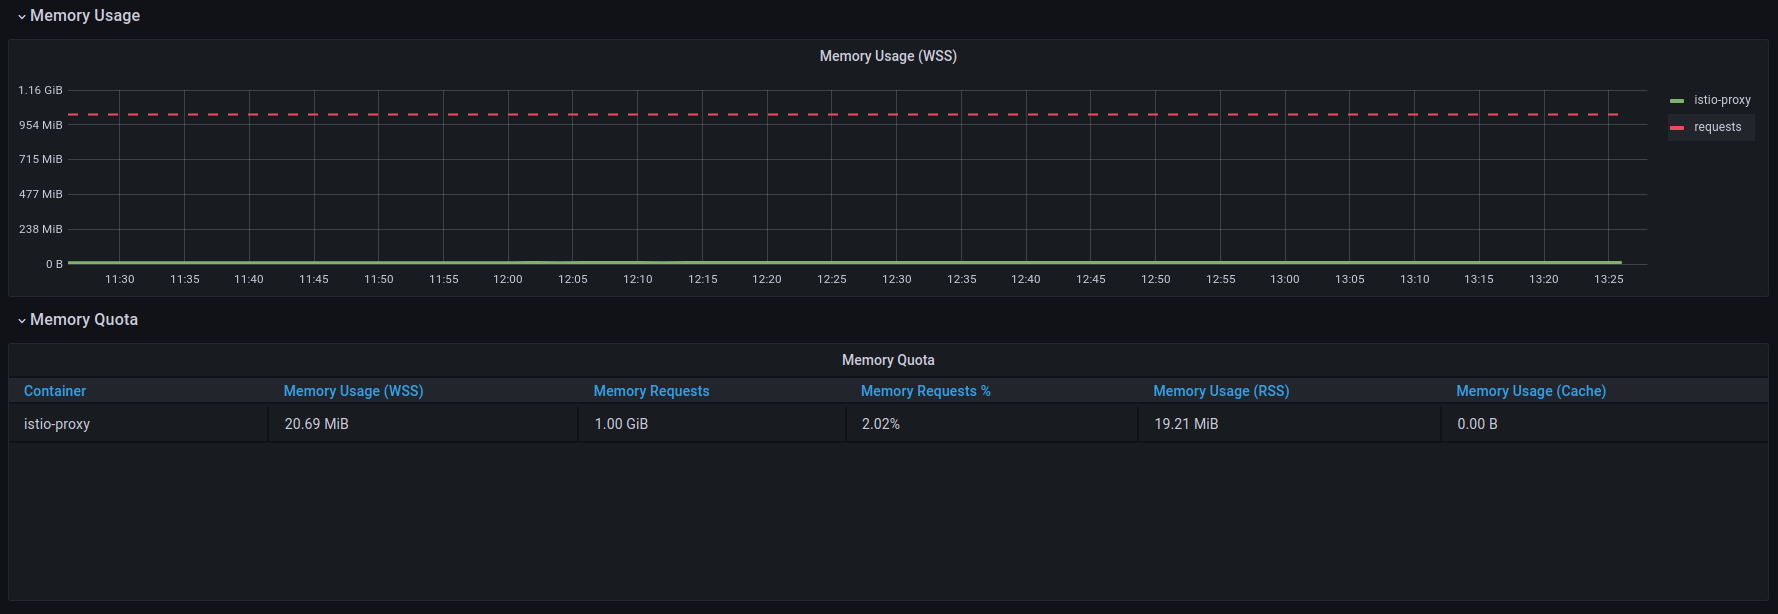 Memory Usage
Memory Usage (WSS)
1.16 GiB
954 MiB
715 MiB
477 MiB
238 MiB
0 B
11:30 11:35 11:40 11:45 11:50 11:55 12:00 12:05 12:10 12:15 12:20 12:25 12:30 12:35 12:40 12:45 12:50 12:55 13:00 13:05 13:10 13:15 13:20 13:25
istio-proxy
requests
Memory Quota
Memory Quota
Container Memory Usage (WSS) Memory Requests Memory Requests % Memory Usage (RSS) Memory Usage (Cache)
istio-proxy 20.69 MiB 1.00 GiB 2.02% 19.21 MiB 0.00 B